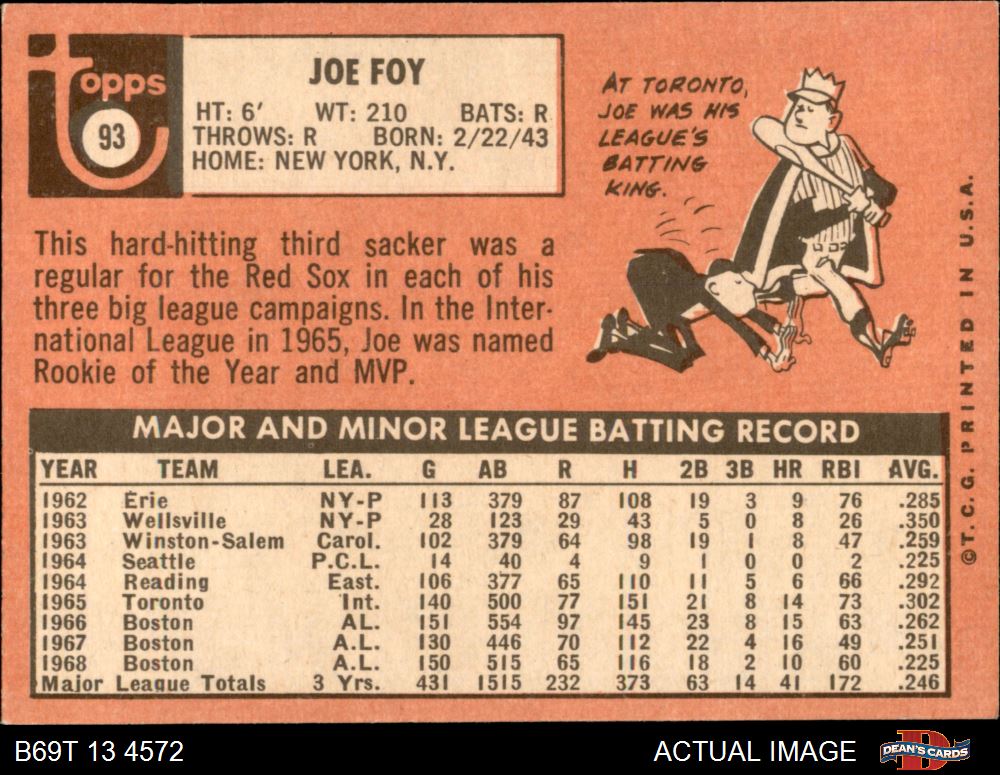 Topps
93
JOE FOY
HT: 6' WT: 210 BATS: R
THROWS: R BORN: 2/22/43
HOME: NEW YORK, N.Y.
AT TORONTO,
JOE WAS HIS
LEAGUE'S
BATTING
KING.
This hard-hitting third sacker was a
regular for the Red Sox in each of his
three big league campaigns. In the Inter-
national League in 1965, Joe was named
Rookie of the Year and MVP.
MAJOR AND MINOR LEAGUE BATTING RECORD
YEAR TEAM LEA. G AB R H 2B 3B HR RBI AVG.
1962 Erie NY-P 113 379 87 108 19 3 9 76 .285
1963 Wellsville NY-P 28 123 29 43 5 0 8 26 .350
1963 Winston-Salem Carol. 102 379 64 98 19 1 8 47 .259
1964 Seattle P.C.L. 14 40 4 9 1 0 0 2 .225
1964 Reading East. 106 377 65 110 11 5 6 66 .292
1965 Toronto Int. 140 500 77 151 21 8 14 73 .302
1966 Boston AL. 151 554 97 145 23 8 15 63 .262
1967 Boston A.L. 130 446 70 112 22 4 16 49 .251
1968 Boston A.L. 150 515 65 116 18 2 10 60 .225
Major League Totals 3 Yrs. 431 1515 232 373 63 14 41 172 .246
©T.C.G. PRINTED IN U.S.A.
B69T 13 4572
ACTUAL IMAGE
DEAN'S CARDS